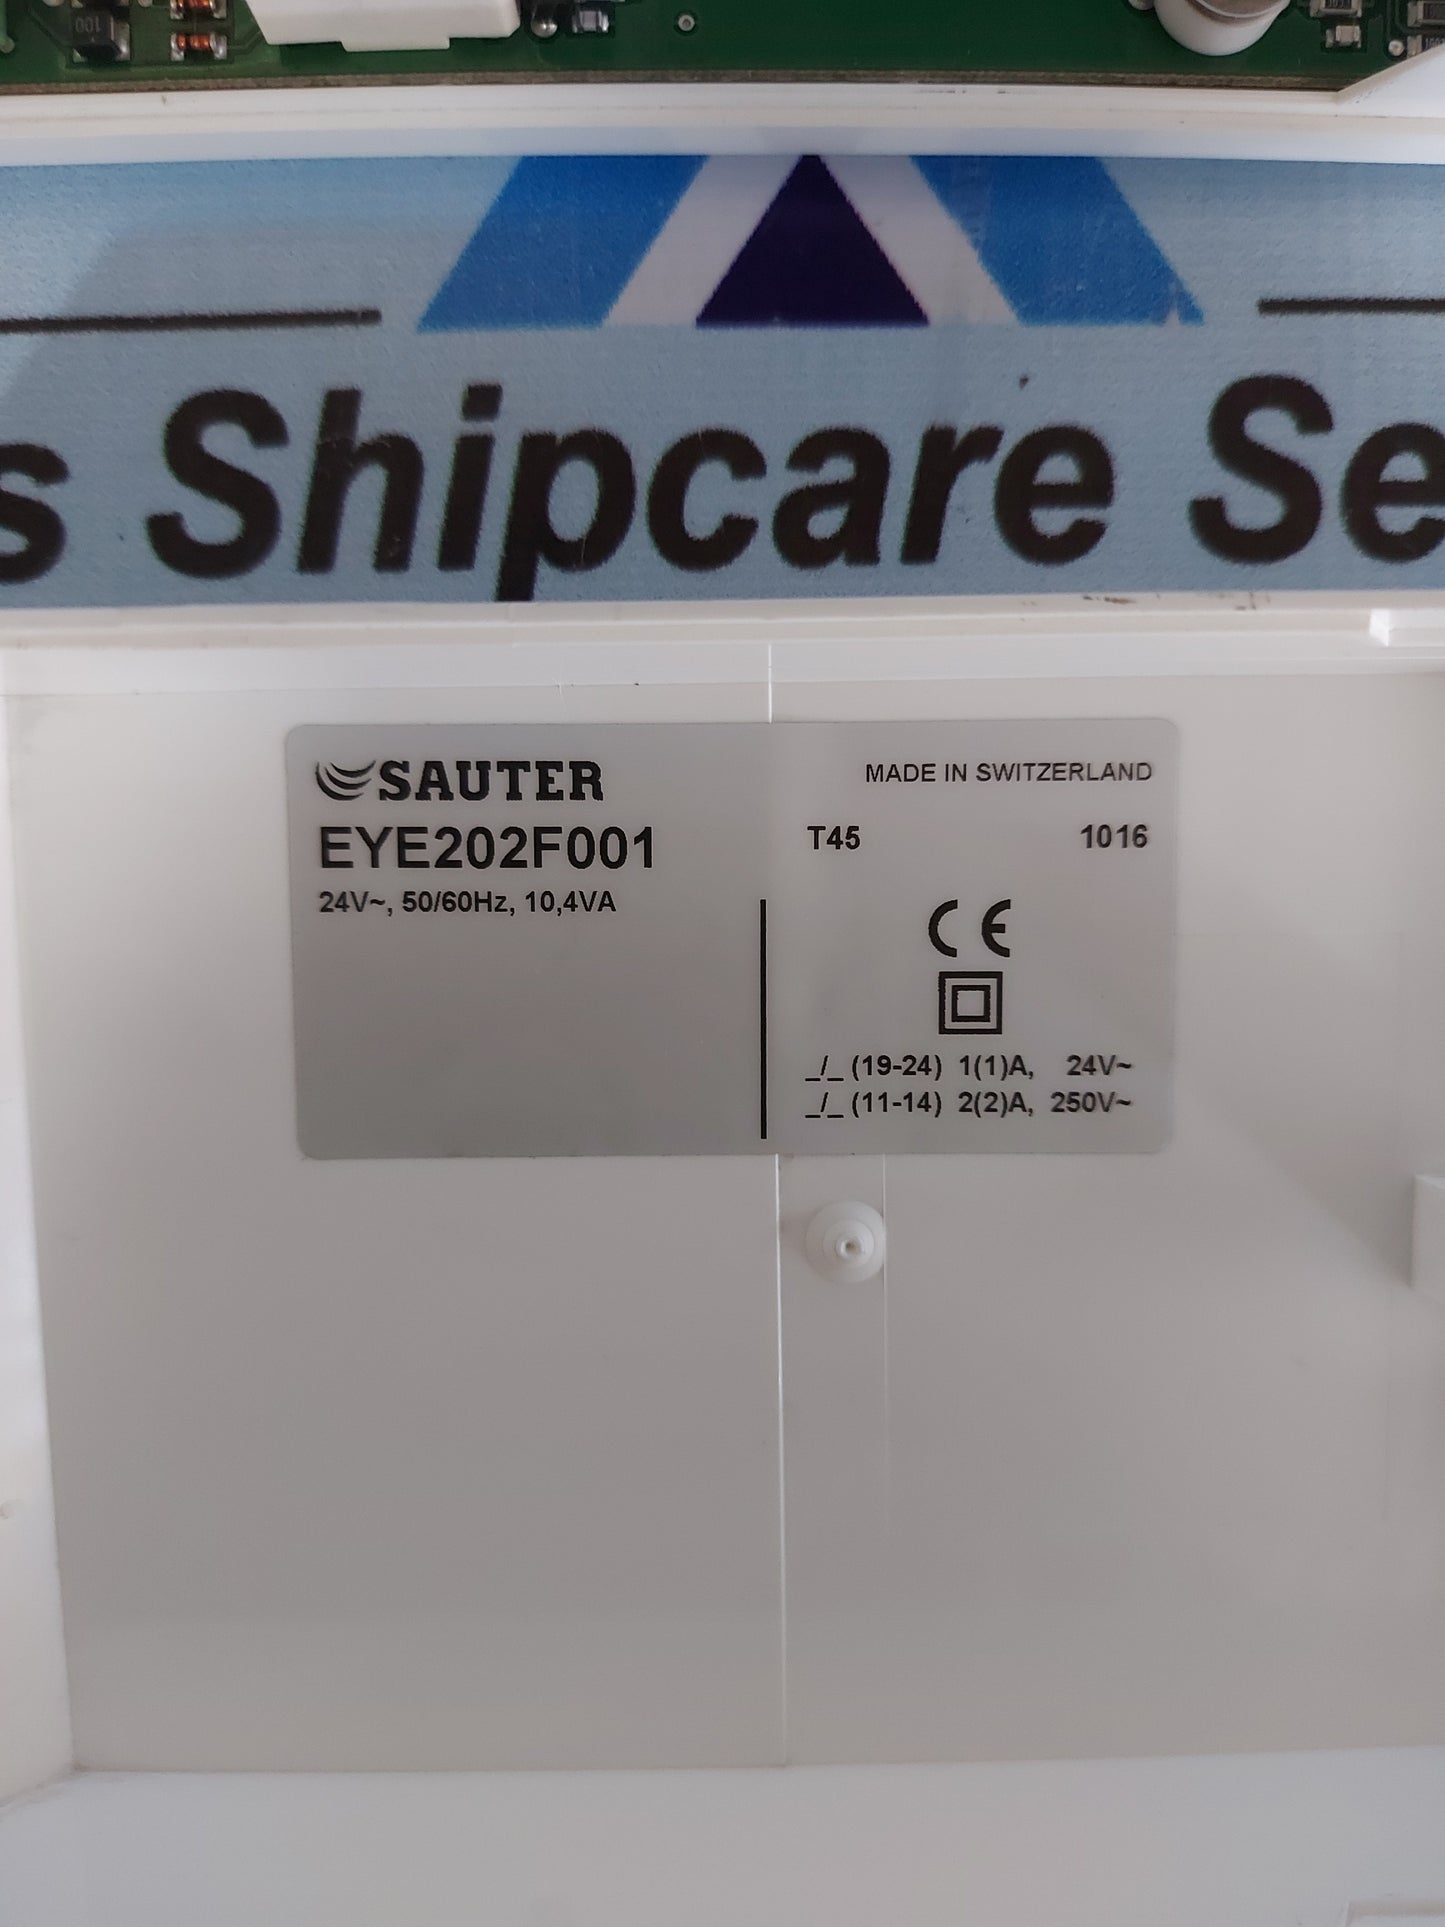 100
s Shipcare Se
SAUTER
MADE IN SWITZERLAND
EYE202F001
T45 1016
24V~, 50/60Hz, 10,4VA
CE
_/_ (19-24) 1(1)A, 24V~
_/_ (11-14) 2(2)A, 250V~